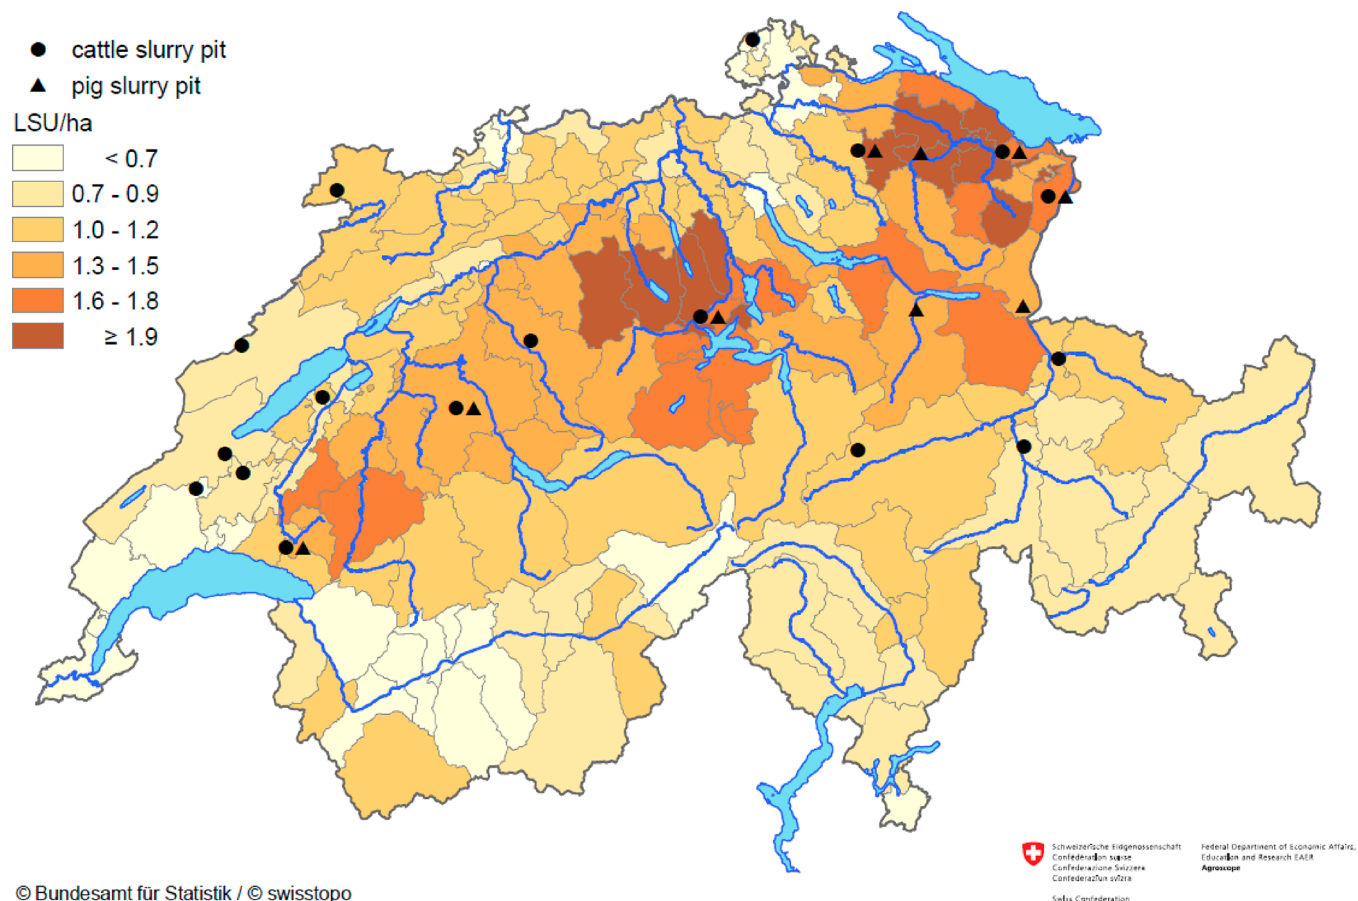 cattle slurry pit
pig slurry pit
LSU/ha
< 0.7
0.7 - 0.9
1.0 - 1.2
1.3 - 1.5
1.6 - 1.8
≥ 1.9
© Bundesamt für Statistik / © swisstopo
Schweizerische Eidgenossenschaft
Confédération suisse
Confederazione Svizzera
Confederaziun svizra
Swiss Confederation
Federal Department of Economic Affairs,
Education and Research EAER
Agroscope